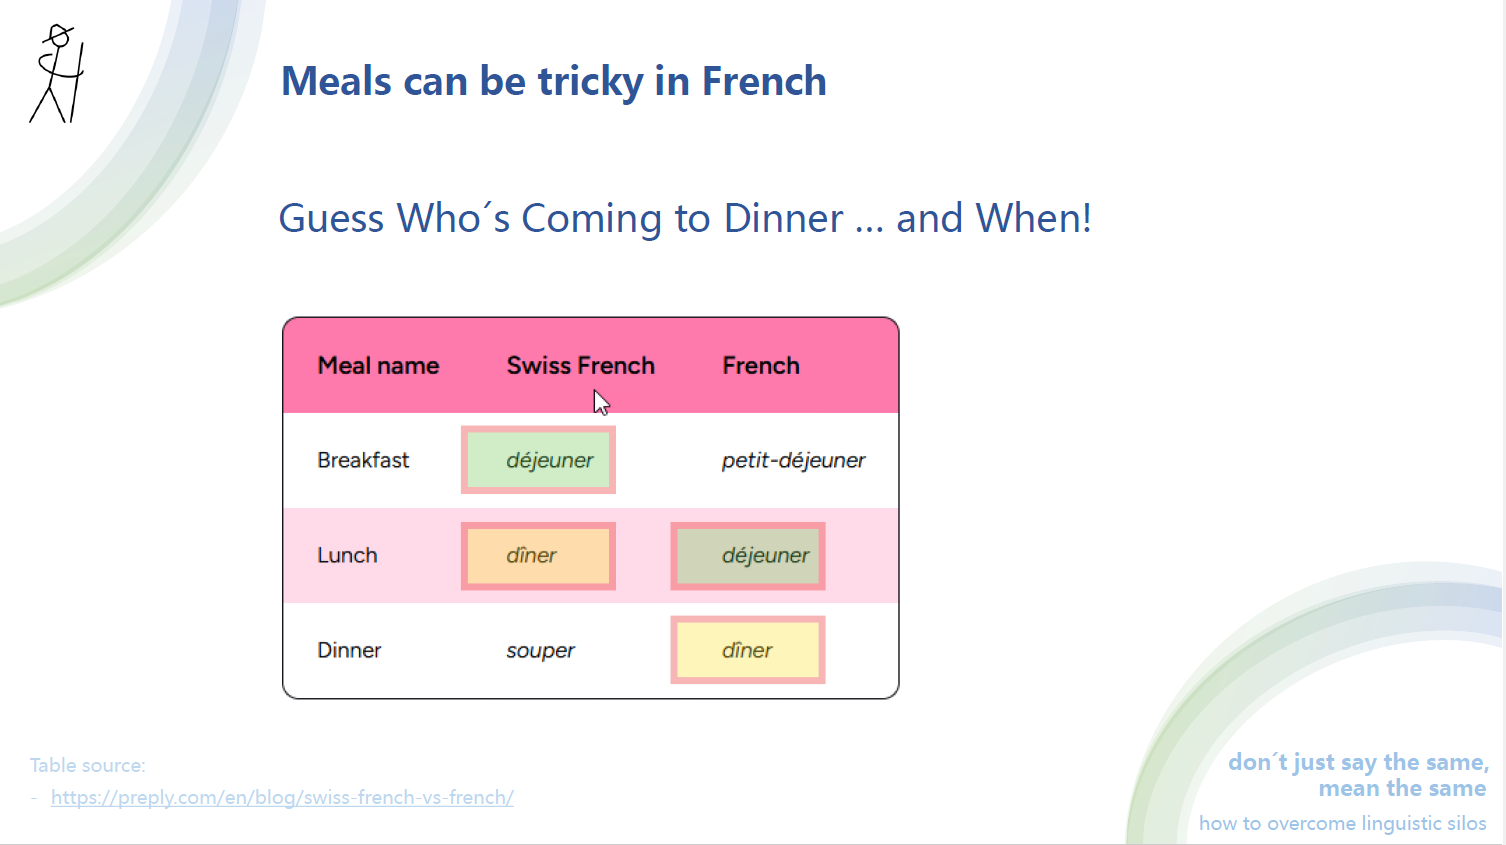 Meals can be tricky in French
Guess Who´s Coming to Dinner ... and When!
Meal name Swiss French French
Breakfast déjeuner petit-déjeuner
Lunch dîner déjeuner
Dinner souper dîner
Table source:
- https://preply.com/en/blog/swiss-french-vs-french/
don´t just say the same,
mean the same
how to overcome linguistic silos